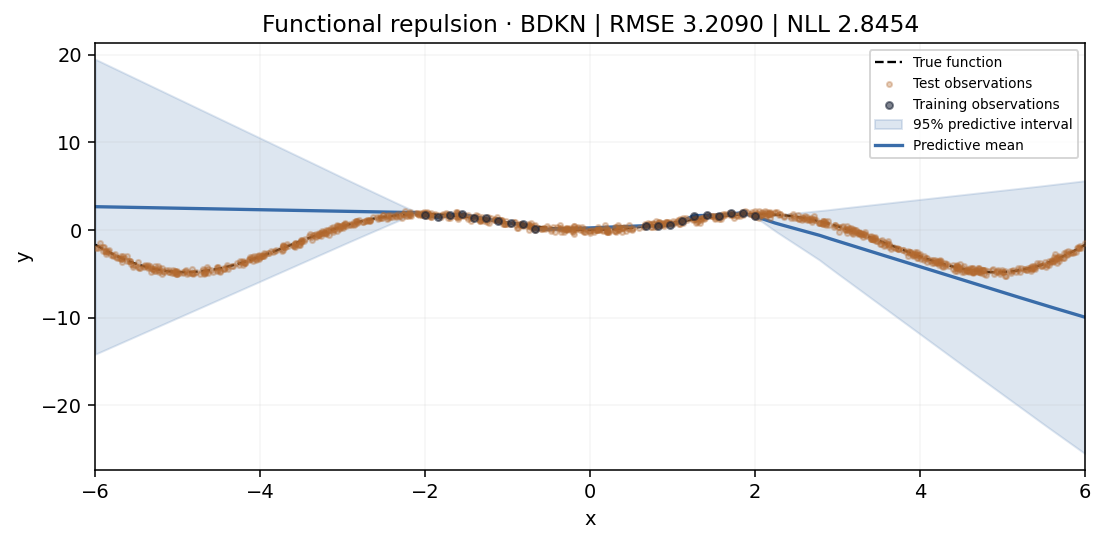 Functional repulsion · BDKN | RMSE 3.2090 | NLL 2.8454
True function
Test observations
Training observations
95% predictive interval
Predictive mean
20
10
0
−10
−20
y
−6 −4 −2 0 2 4 6
x